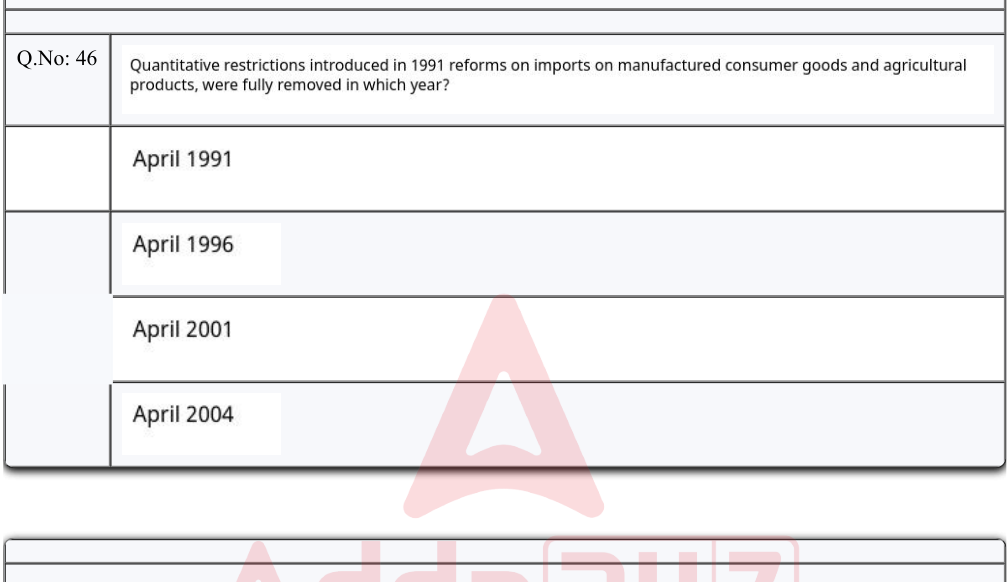 Q.No: 46
Quantitative restrictions introduced in 1991 reforms on imports on manufactured consumer goods and agricultural
products, were fully removed in which year?
April 1991
April 1996
April 2001
April 2004